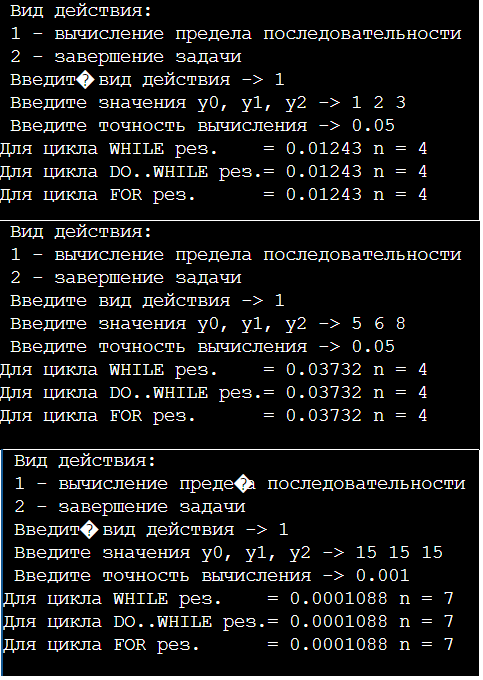 Вид действия:
1 – вычисление предела последовательности
2 – завершение задачи
Введит� вид действия –> 1
Введите значения y0, y1, y2 –> 1 2 3
Введите точность вычисления –> 0.05
Для цикла WHILE рез. = 0.01243 n = 4
Для цикла DO..WHILE рез.= 0.01243 n = 4
Для цикла FOR рез. = 0.01243 n = 4
Вид действия:
1 – вычисление предела последовательности
2 – завершение задачи
Введите вид действия –> 1
Введите значения y0, y1, y2 –> 5 6 8
Введите точность вычисления –> 0.05
Для цикла WHILE рез. = 0.03732 n = 4
Для цикла DO..WHILE рез.= 0.03732 n = 4
Для цикла FOR рез. = 0.03732 n = 4
Вид действия:
1 – вычисление преде�а последовательности
2 – завершение задачи
Введит� вид действия –> 1
Введите значения y0, y1, y2 –> 15 15 15
Введите точность вычисления –> 0.001
Для цикла WHILE рез. = 0.0001088 n = 7
Для цикла DO..WHILE рез.= 0.0001088 n = 7
Для цикла FOR рез. = 0.0001088 n = 7